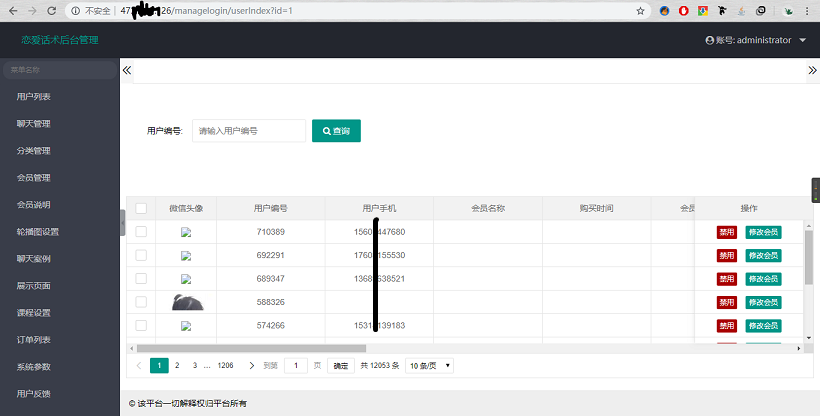 不安全 47 26/managelogin/userIndex?id=1
恋爱话术后台管理
账号: administrator
菜单名称
用户列表
聊天管理
分类管理
会员管理
会员说明
轮播图设置
聊天案例
展示页面
课程设置
订单列表
系统参数
用户反馈
用户编号: 请输入用户编号 查询
微信头像 用户编号 用户手机 会员名称 购买时间 会员 操作
710389 1560 447680 禁用 修改会员
692291 1760 155530 禁用 修改会员
689347 1368 638521 禁用 修改会员
588326 禁用 修改会员
574266 1531 139183 禁用 修改会员
1 2 3 … 1206 到第 1 页 确定 共 12053 条 10 条/页
© 该平台一切解释权归平台所有